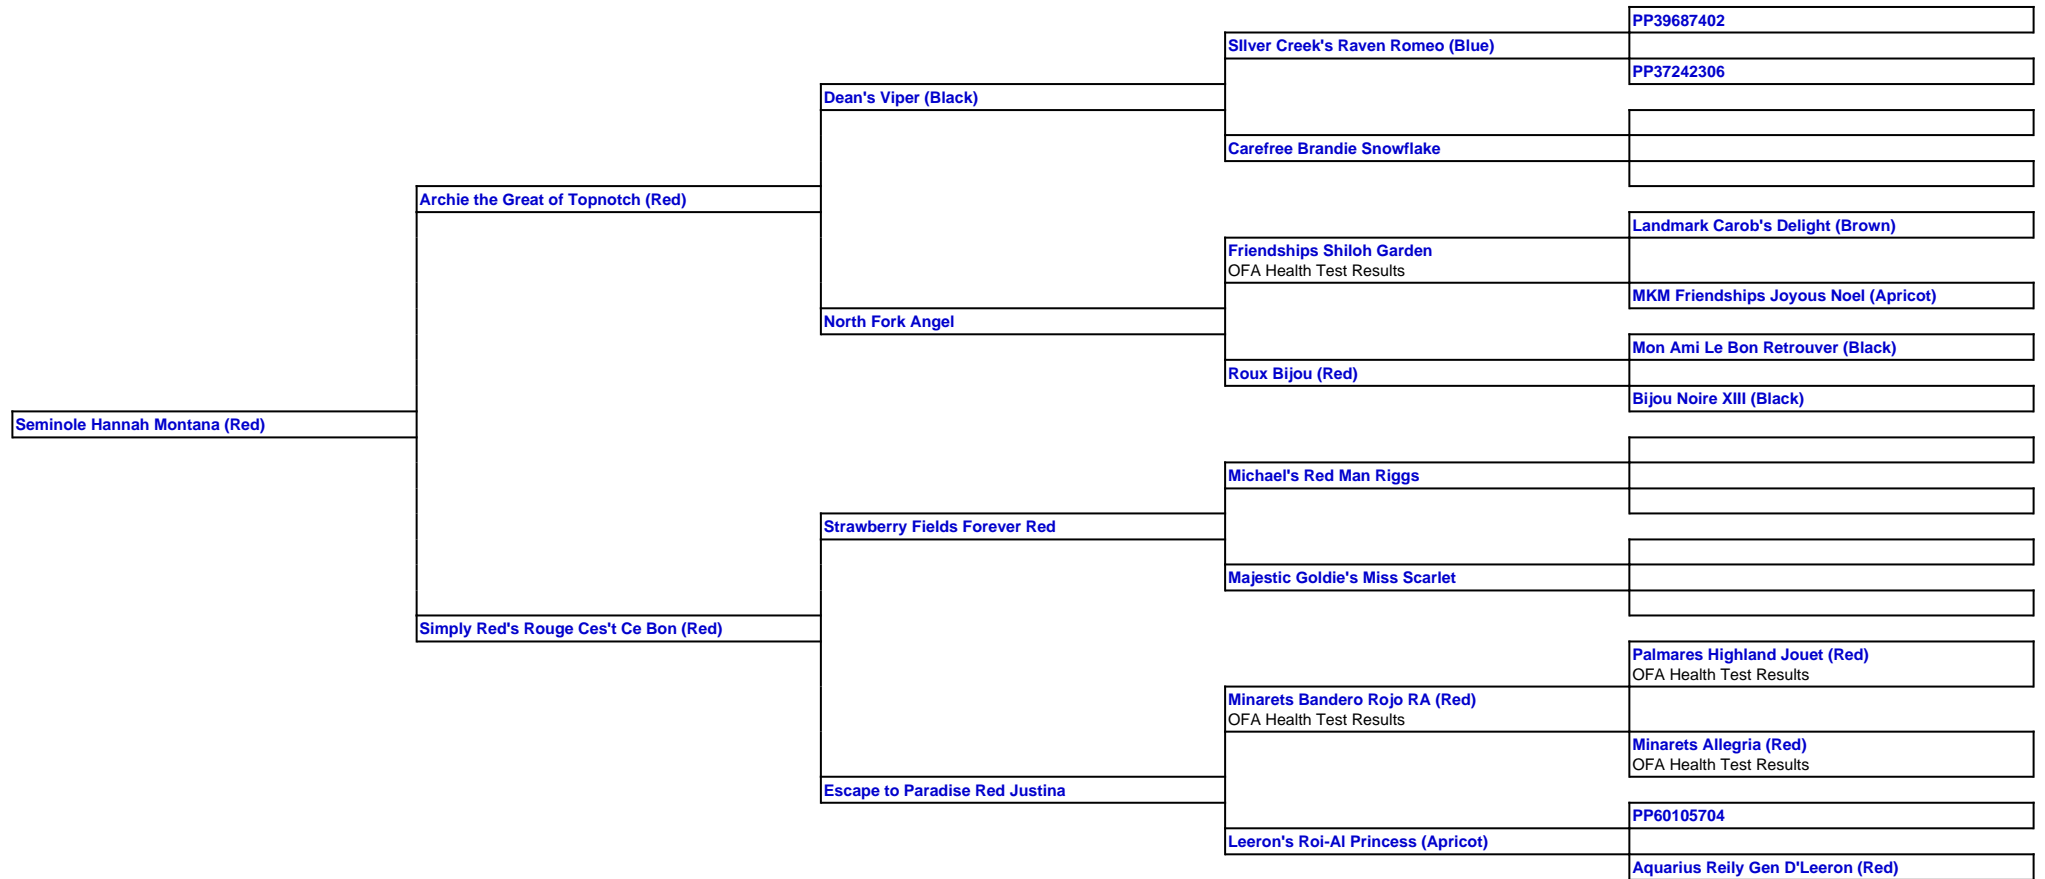 PP39687402
SIlver Creek's Raven Romeo (Blue)
PP37242306
Dean's Viper (Black)
Carefree Brandie Snowflake
Archie the Great of Topnotch (Red)
Landmark Carob's Delight (Brown)
Friendships Shiloh Garden
OFA Health Test Results
MKM Friendships Joyous Noel (Apricot)
North Fork Angel
Mon Ami Le Bon Retrouver (Black)
Roux Bijou (Red)
Bijou Noire XIII (Black)
Seminole Hannah Montana (Red)
Michael's Red Man Riggs
Strawberry Fields Forever Red
Majestic Goldie's Miss Scarlet
Simply Red's Rouge Ces't Ce Bon (Red)
Palmares Highland Jouet (Red)
OFA Health Test Results
Minarets Bandero Rojo RA (Red)
OFA Health Test Results
Minarets Allegria (Red)
OFA Health Test Results
Escape to Paradise Red Justina
PP60105704
Leeron's Roi-Al Princess (Apricot)
Aquarius Reily Gen D'Leeron (Red)